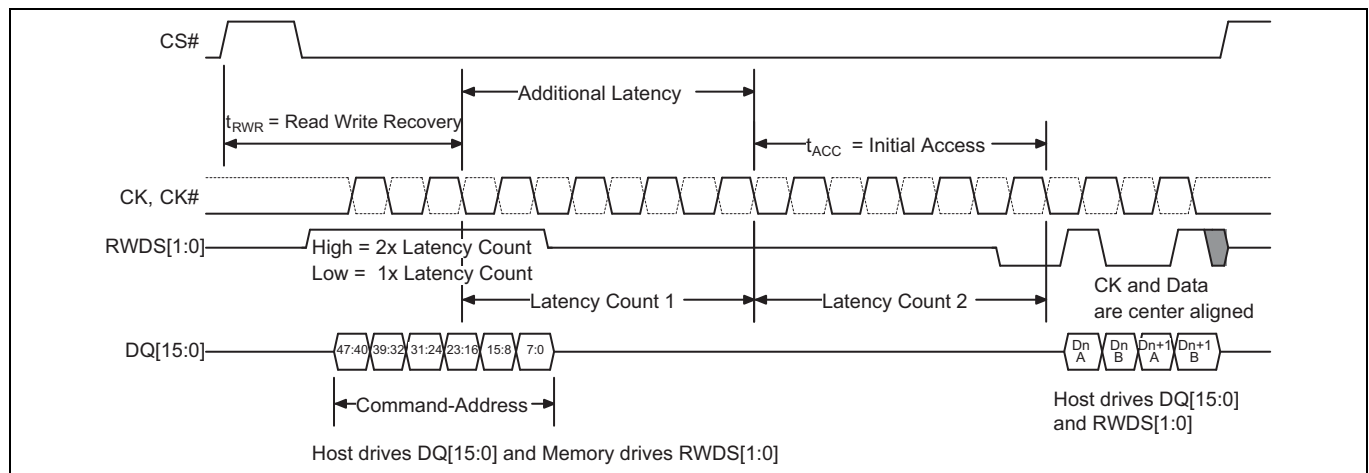 CS#
Additional Latency
tRWR = Read Write Recovery
tACC = Initial Access
CK, CK#
RWDS[1:0]
High = 2x Latency Count
Low = 1x Latency Count
CK and Data
are center aligned
Latency Count 1
Latency Count 2
DQ[15:0]
47:40 39:32 31:24 23:16 15:8 7:0
Dn A Dn B Dn+1 A Dn+1 B
Command-Address
Host drives DQ[15:0]
and RWDS[1:0]
Host drives DQ[15:0] and Memory drives RWDS[1:0]